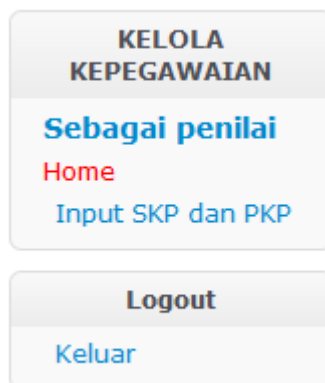 KELOLA
KEPEGAWAIAN
Sebagai penilai
Home
Input SKP dan PKP
Logout
Keluar